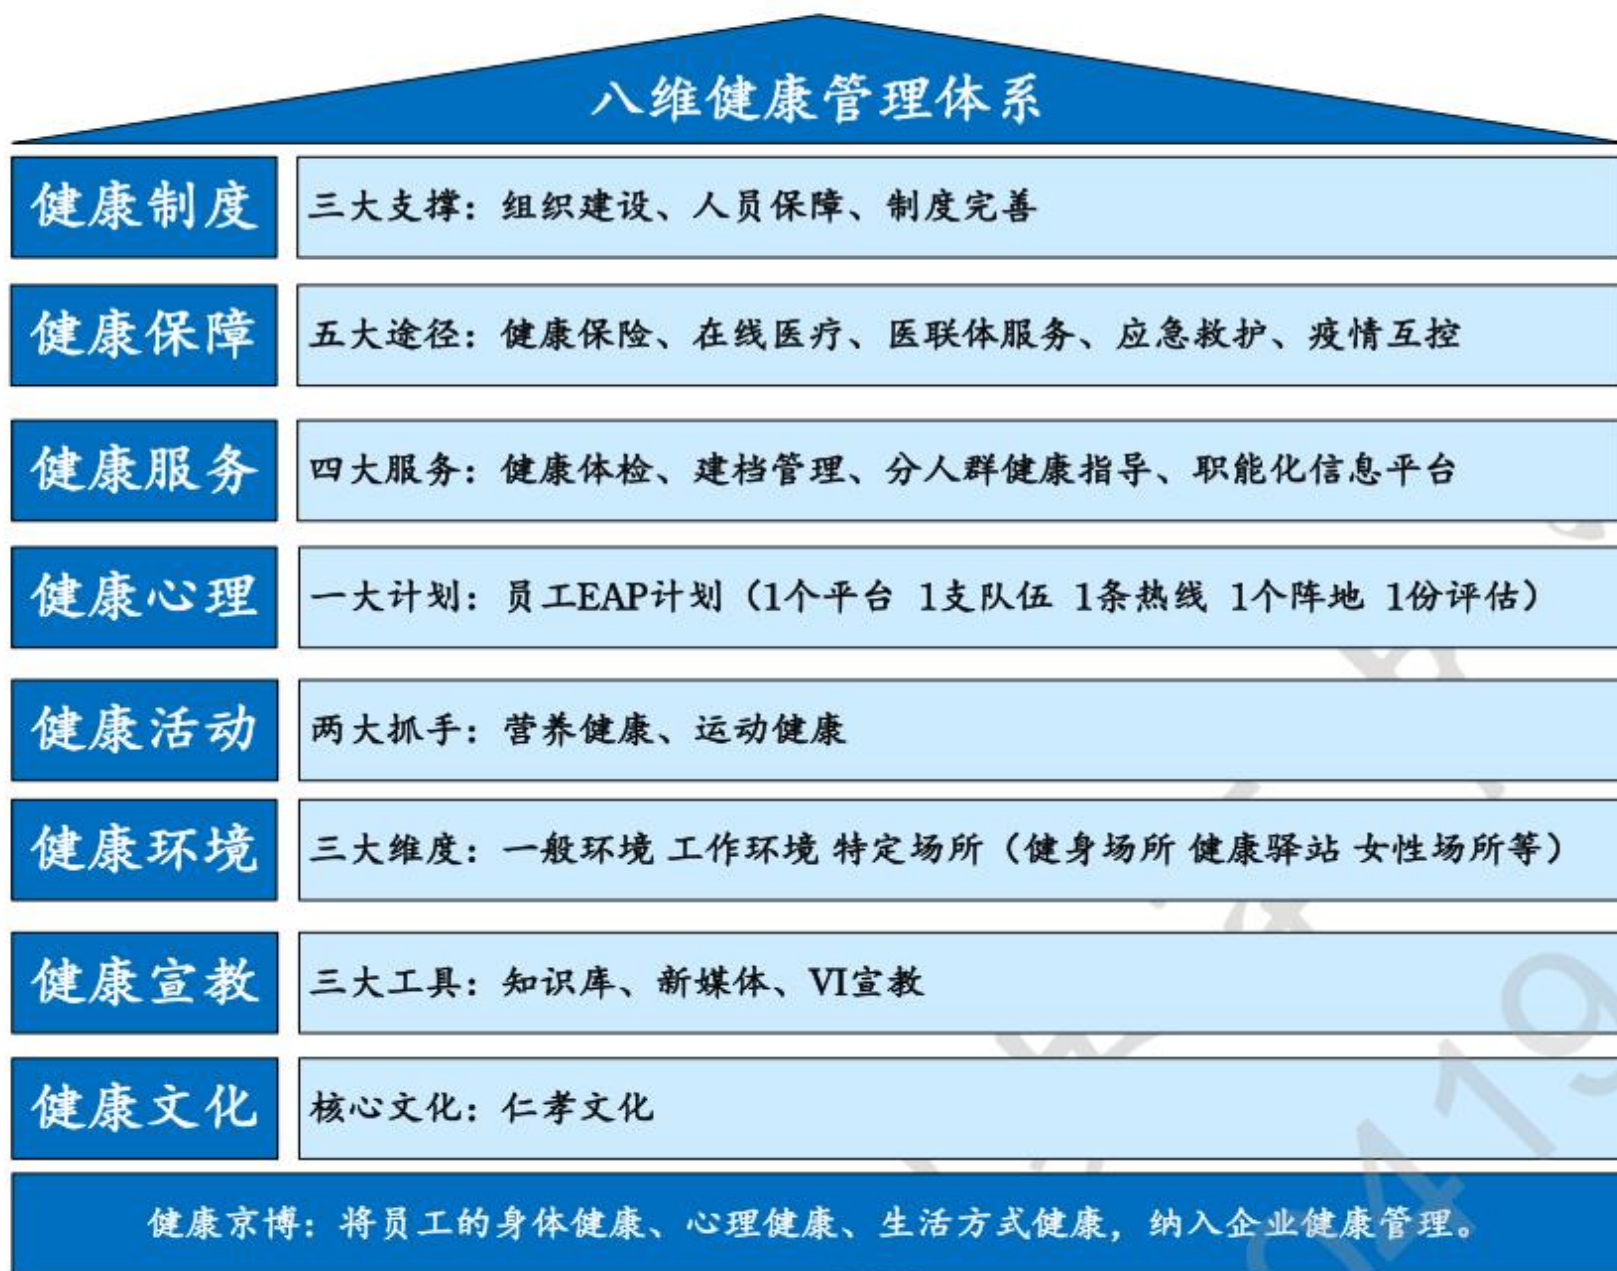 八维健康管理体系
健康制度
三大支撑：组织建设、人员保障、制度完善
健康保障
五大途径：健康保险、在线医疗、医联体服务、应急救护、疫情互控
健康服务
四大服务：健康体检、建档管理、分人群健康指导、职能化信息平台
健康心理
一大计划：员工EAP计划（1个平台 1支队伍 1条热线 1个阵地 1份评估）
健康活动
两大抓手：营养健康、运动健康
健康环境
三大维度：一般环境 工作环境 特定场所（健身场所 健康驿站 女性场所等）
健康宣教
三大工具：知识库、新媒体、VI宣教
健康文化
核心文化：仁孝文化
健康京博：将员工的身体健康、心理健康、生活方式健康，纳入企业健康管理。
0419